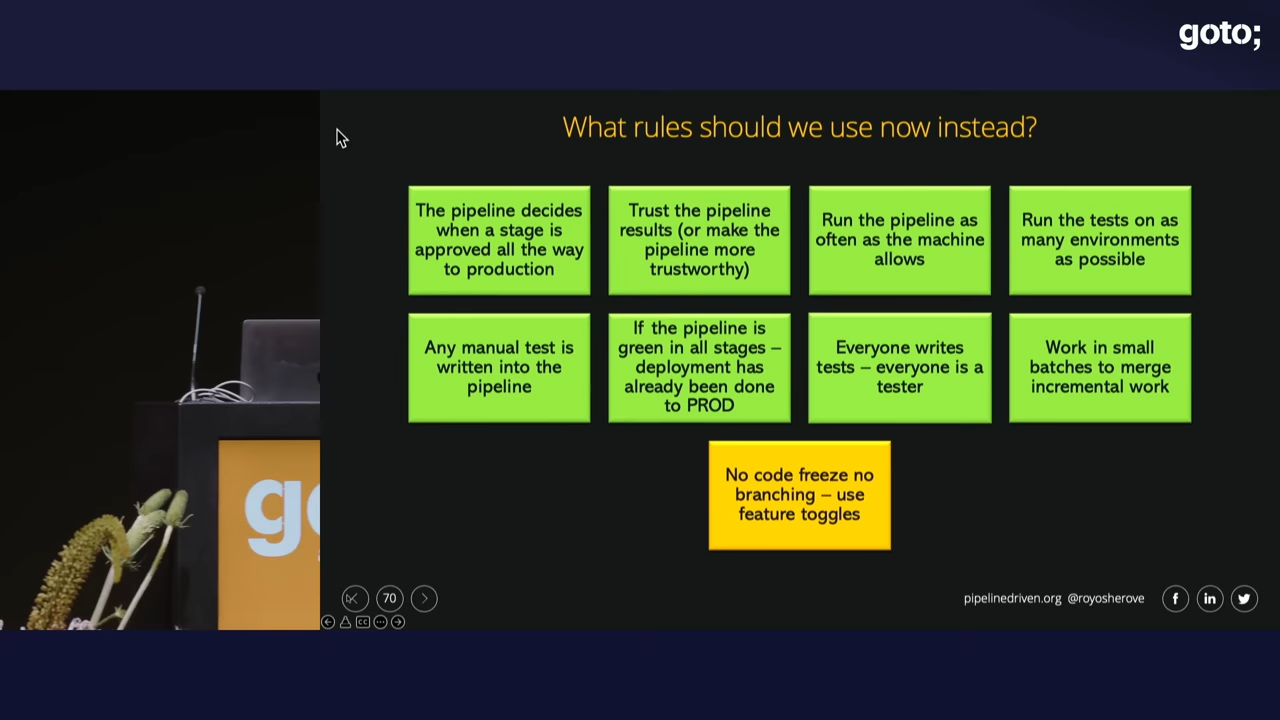 goto;
What rules should we use now instead?
The pipeline decides
when a stage is
approved all the way
to production
Trust the pipeline
results (or make the
pipeline more
trustworthy)
Run the pipeline as
often as the machine
allows
Run the tests on as
many environments
as possible
Any manual test is
written into the
pipeline
If the pipeline is
green in all stages –
deployment has
already been done
to PROD
Everyone writes
tests – everyone is a
tester
Work in small
batches to merge
incremental work
No code freeze no
branching – use
feature toggles
go
70
pipelinedriven.org @royosherove
f
in
CC